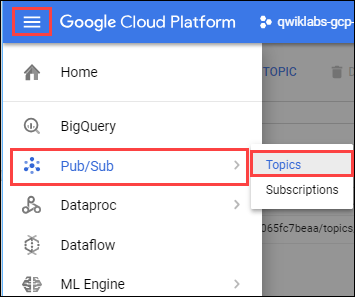 Google Cloud Platform
qwiklabs-gcp-
Home
TOPIC
BigQuery
Pub/Sub
Topics
Subscriptions
Dataproc
065fc7beaa/topics
Dataflow
ML Engine